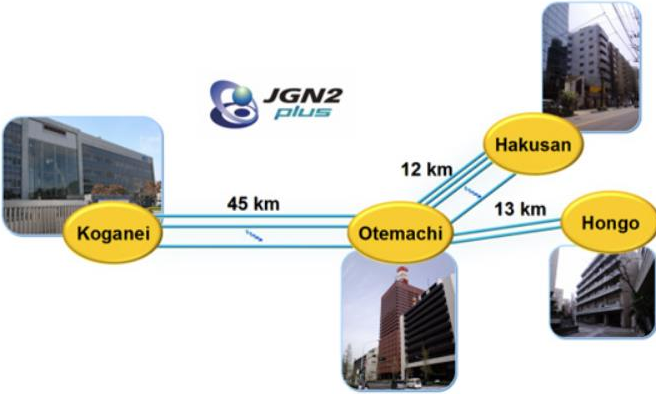 JGN2
plus
Hakusan
12 km
45 km
13 km
Koganei
Otemachi
Hongo